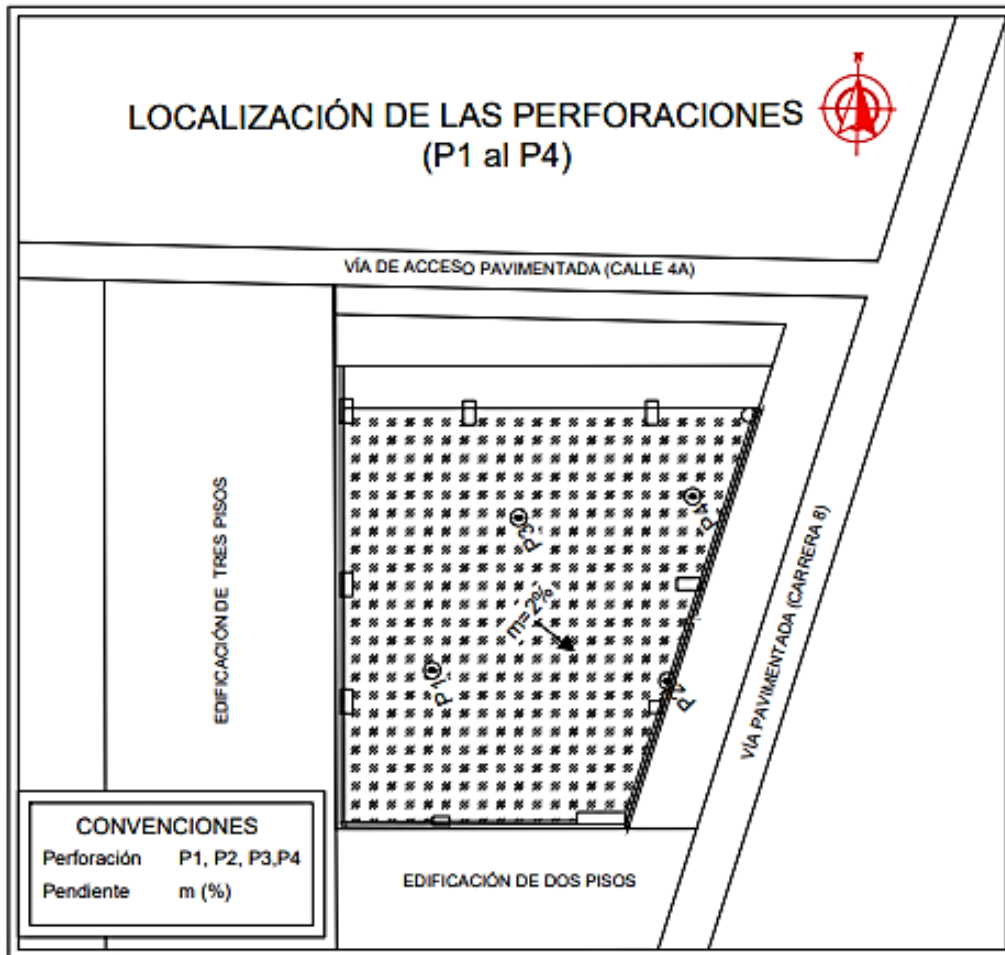 LOCALIZACIÓN DE LAS PERFORACIONES
(P1 al P4)
N
VÍA DE ACCESO PAVIMENTADA (CALLE 4A)
EDIFICACIÓN DE TRES PISOS
P4
P3
m=2%
P1
P2
VÍA PAVIMENTADA (CARRERA 8)
EDIFICACIÓN DE DOS PISOS
CONVENCIONES
Perforación P1, P2, P3,P4
Pendiente m (%)